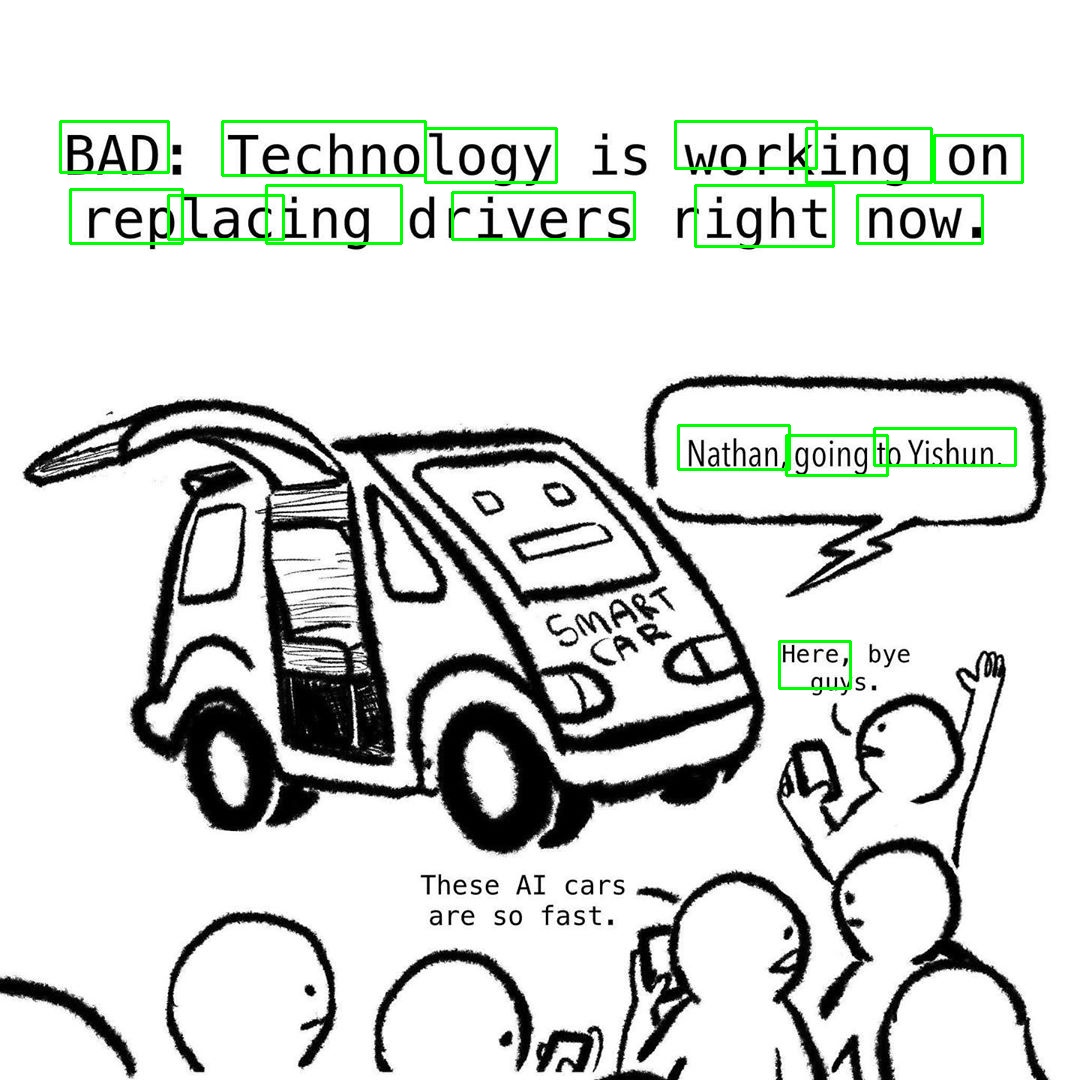 BAD: Technology is working on
replacing drivers right now.
Nathan, going to Yishun.
SMART
CAR
Here, bye
guys.
These AI cars
are so fast.